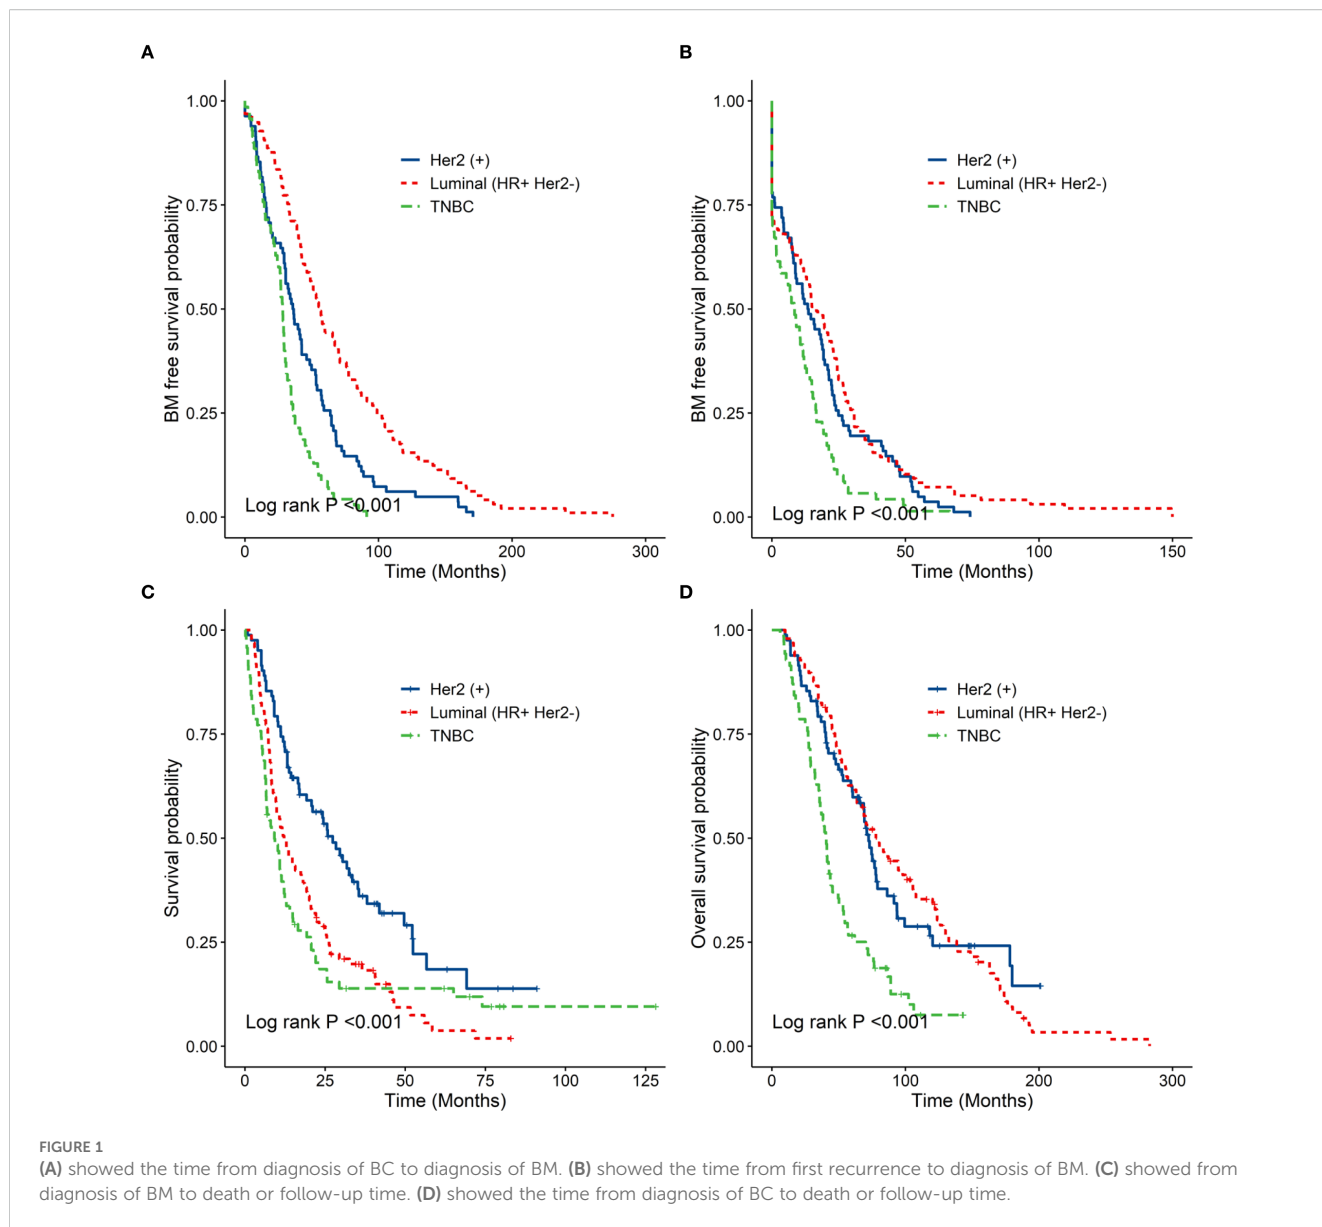 A
BM free survival probability
1.00
0.75
0.50
0.25
0.00
Her2 (+)
Luminal (HR+ Her2-)
TNBC
Log rank P <0.001
0
100
200
300
Time (Months)
B
BM free survival probability
1.00
0.75
0.50
0.25
0.00
Her2 (+)
Luminal (HR+ Her2-)
TNBC
Log rank P <0.001
0
50
100
150
Time (Months)
C
Survival probability
1.00
0.75
0.50
0.25
0.00
Her2 (+)
Luminal (HR+ Her2-)
TNBC
Log rank P <0.001
0
25
50
75
100
125
Time (Months)
D
Overall survival probability
1.00
0.75
0.50
0.25
0.00
Her2 (+)
Luminal (HR+ Her2-)
TNBC
Log rank P <0.001
0
100
200
300
Time (Months)
FIGURE 1
(A) showed the time from diagnosis of BC to diagnosis of BM. (B) showed the time from first recurrence to diagnosis of BM. (C) showed from
diagnosis of BM to death or follow-up time. (D) showed the time from diagnosis of BC to death or follow-up time.